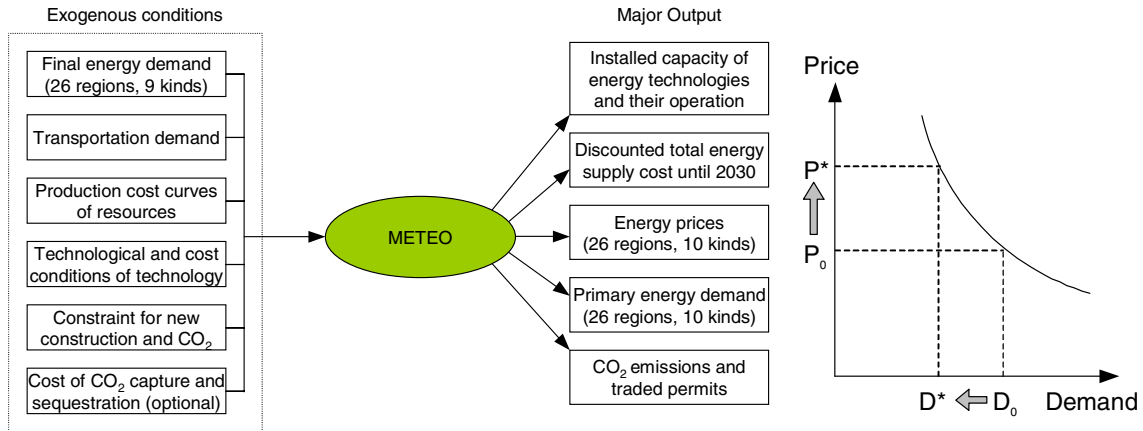 Exogenous conditions
Final energy demand
(26 regions, 9 kinds)
Transportation demand
Production cost curves
of resources
Technological and cost
conditions of technology
Constraint for new
construction and CO₂
Cost of CO₂ capture and
sequestration (optional)
METEO
Major Output
Installed capacity of
energy technologies
and their operation
Discounted total energy
supply cost until 2030
Energy prices
(26 regions, 10 kinds)
Primary energy demand
(26 regions, 10 kinds)
CO₂ emissions and
traded permits
Price
P*
P₀
D* D₀ Demand